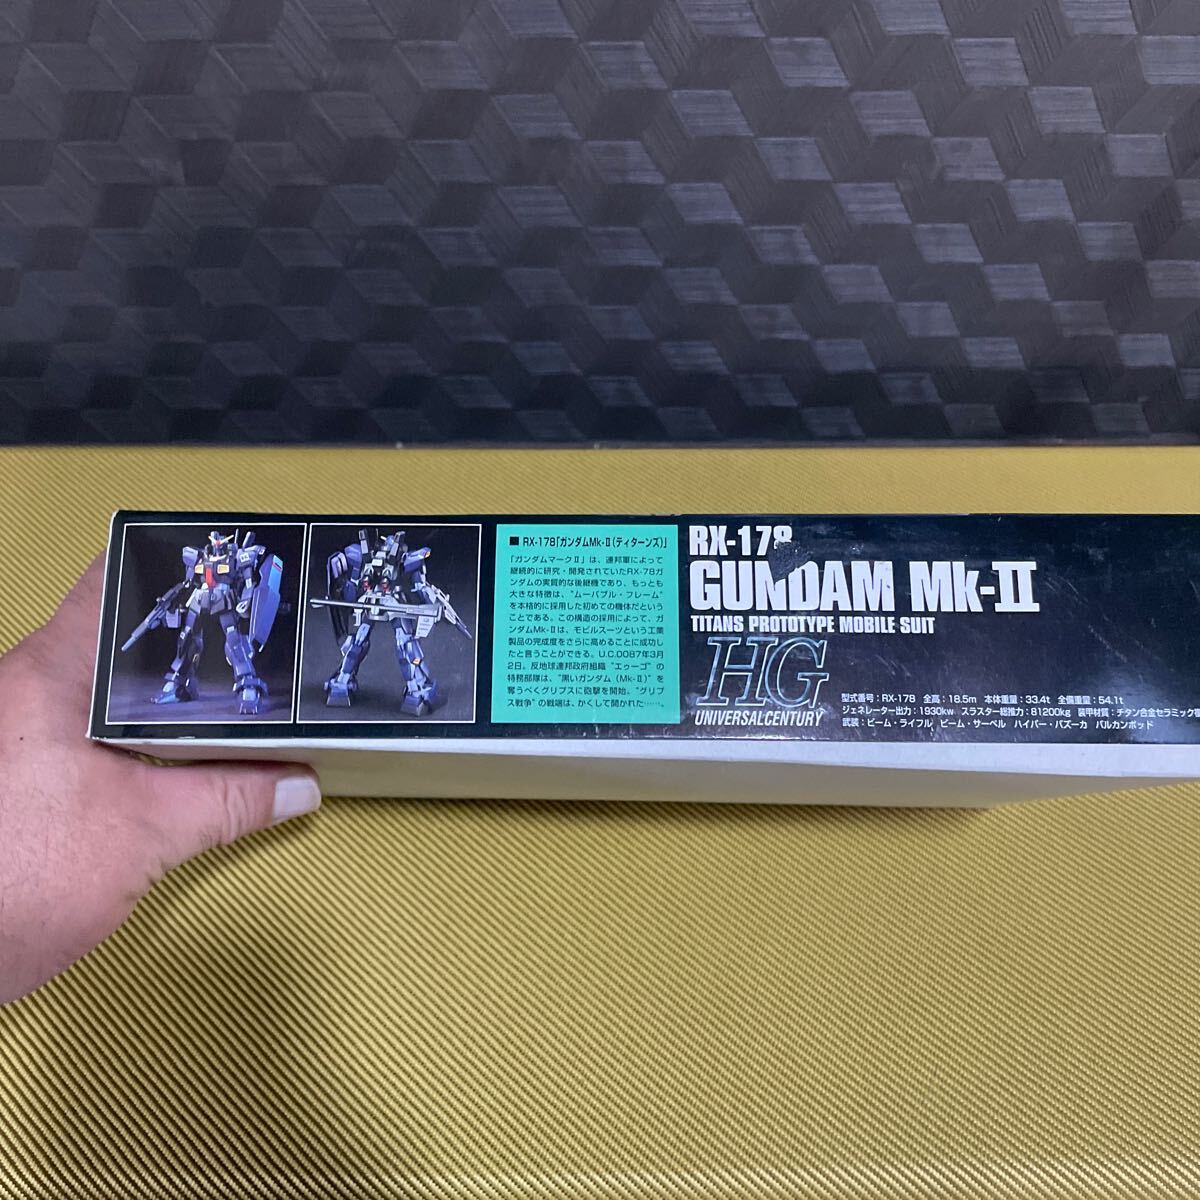 ■ RX-178「ガンダムMk-Ⅱ(ティターンズ)」
「ガンダムマークⅡ」は、連邦軍によって
継続的に研究・開発されていたRX-78ガ
ンダムの実質的な後継機であり、もっとも
大きな特徴は、“ムーバブル・フレーム”
を本格的に採用した初めての機体だという
ことである。この構造の採用によって、ガ
ンダムMk-Ⅱは、モビルスーツという工業
製品の完成度をさらに高めることに成功し
たと言うことができる。U.C.0087年3月
2日。反地球連邦政府組織“エゥーゴ”の
特務部隊は、“黒いガンダム(Mk-Ⅱ)”を
奪うべくグリプスに砲撃を開始。“グリプ
ス戦争”の戦端は、かくして開かれた……。
RX-178
GUNDAM Mk-Ⅱ
TITANS PROTOTYPE MOBILE SUIT
HG
UNIVERSAL CENTURY
型式番号:RX-178 全高:18.5m 本体重量:33.4t 全備重量:54.1t
ジェネレーター出力:1930kw スラスター総推力:81200kg 装甲材質:チタン合金セラミック
武装:ビーム・ライフル ビーム・サーベル ハイパー・バズーカ バルカンポッド